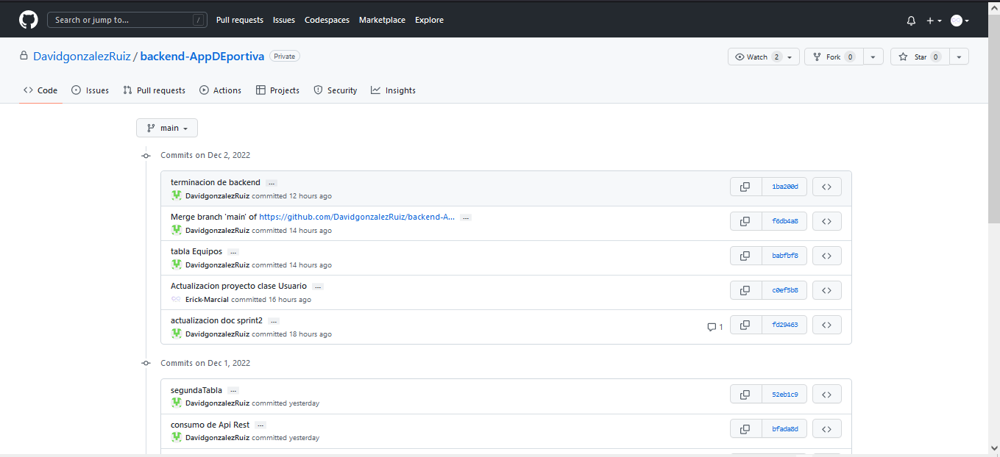 Search or jump to... /
Pull requests Issues Codespaces Marketplace Explore
DavidgonzalezRuiz / backend-AppDEportiva Private
Watch 2 Fork 0 Star 0
Code Issues Pull requests Actions Projects Security Insights
main
Commits on Dec 2, 2022
terminacion de backend ...
DavidgonzalezRuiz committed 12 hours ago
1ba200d
Merge branch 'main' of https://github.com/DavidgonzalezRuiz/backend-A... ...
DavidgonzalezRuiz committed 14 hours ago
f6db4a8
tabla Equipos ...
DavidgonzalezRuiz committed 14 hours ago
babfbf8
Actualizacion proyecto clase Usuario ...
Erick-Marcial committed 16 hours ago
c0ef5b8
actualizacion doc sprint2 ...
DavidgonzalezRuiz committed 18 hours ago
1 fd29463
Commits on Dec 1, 2022
segundaTabla ...
DavidgonzalezRuiz committed yesterday
52eb1c9
consumo de Api Rest ...
DavidgonzalezRuiz committed yesterday
bfada8d